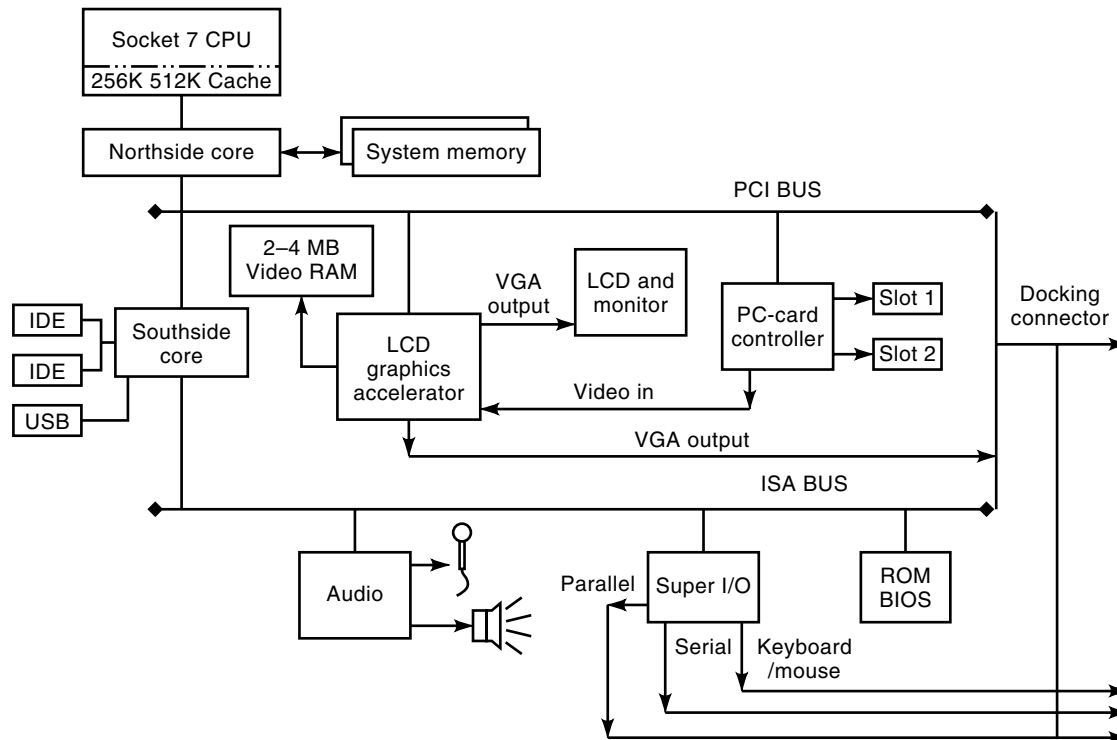 Socket 7 CPU
256K 512K Cache
Northside core
System memory
PCI BUS
2–4 MB
Video RAM
VGA
output
LCD and
monitor
PC-card
controller
Slot 1
Slot 2
Docking
connector
IDE
IDE
USB
Southside
core
LCD
graphics
accelerator
Video in
VGA output
ISA BUS
Audio
Parallel
Super I/O
ROM
BIOS
Serial
Keyboard
/mouse